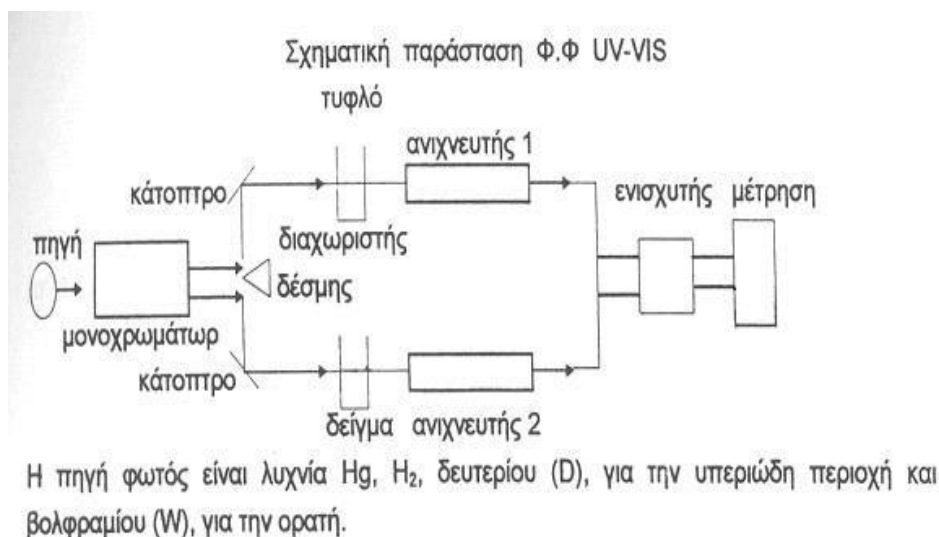 Σχηματική παράσταση Φ.Φ UV-VIS
τυφλό
ανιχνευτής 1
κάτοπτρο
ενισχυτής μέτρηση
πηγή
διαχωριστής
δέσμης
μονοχρωμάτωρ
κάτοπτρο
δείγμα ανιχνευτής 2
Η πηγή φωτός είναι λυχνία Hg, H₂, δευτερίου (D), για την υπεριώδη περιοχή και
βολφραμίου (W), για την ορατή.